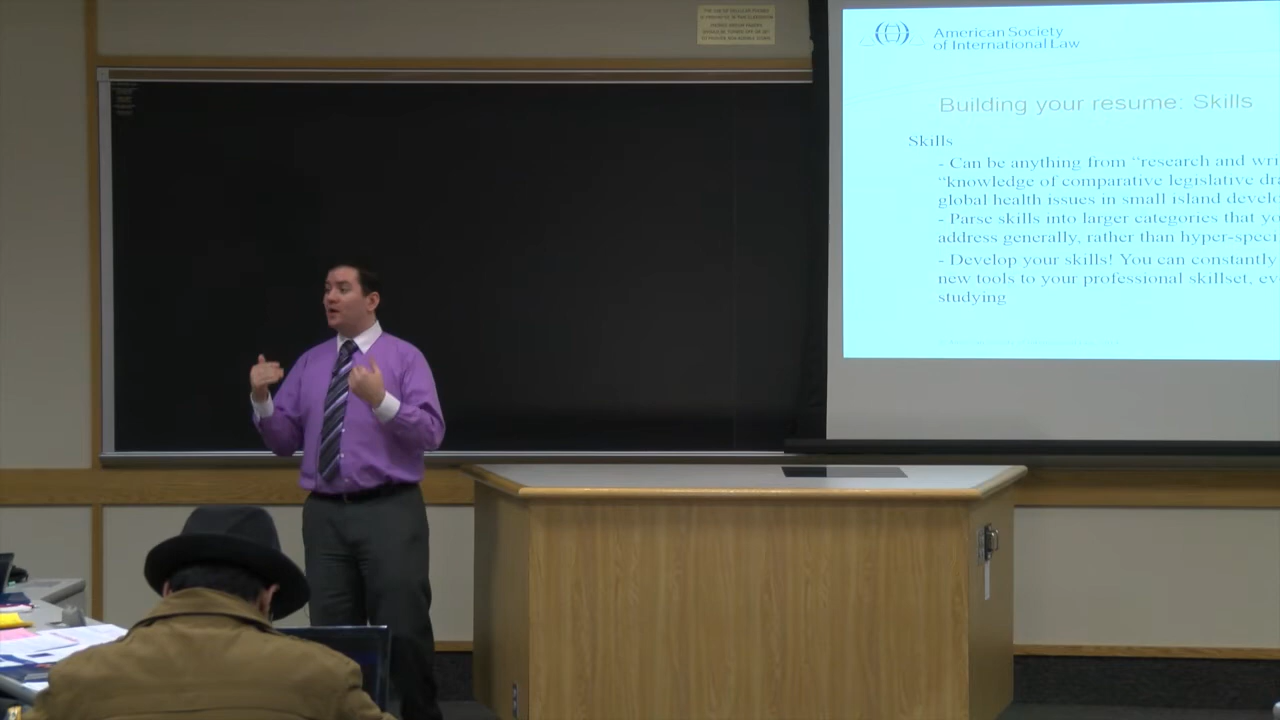 American Society
of International Law
Building your resume: Skills
Skills
- Can be anything from “research and wri
“knowledge of comparative legislative dra
global health issues in small island develo
- Parse skills into larger categories that yo
address generally, rather than hyper-speci
- Develop your skills! You can constantly
new tools to your professional skillset, ev
studying